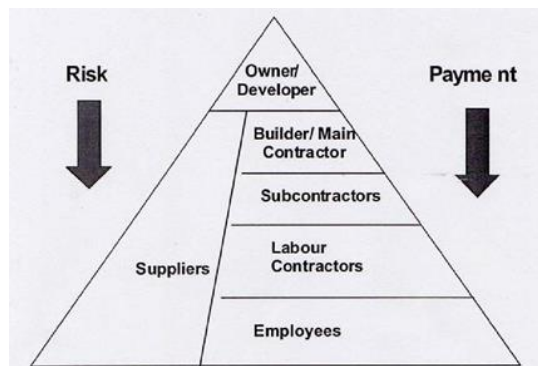 Risk
Owner/
Developer
Payme nt
Builder/ Main
Contractor
Subcontractors
Labour
Contractors
Suppliers
Employees